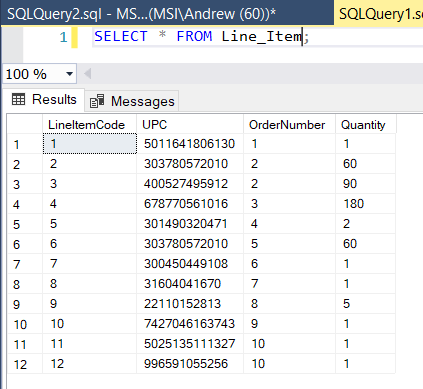 SQLQuery2.sql - MS...(MSI\Andrew (60))* SQLQuery1.s
1 SELECT * FROM Line_Item;
100 %
Results Messages
LineItemCode UPC OrderNumber Quantity
1 1 5011641806130 1 1
2 2 303780572010 2 60
3 3 400527495912 2 90
4 4 678770561016 3 180
5 5 301490320471 4 2
6 6 303780572010 5 60
7 7 300450449108 6 1
8 8 31604041670 7 1
9 9 22110152813 8 5
10 10 7427046163743 9 1
11 11 5025135111327 10 1
12 12 996591055256 10 1